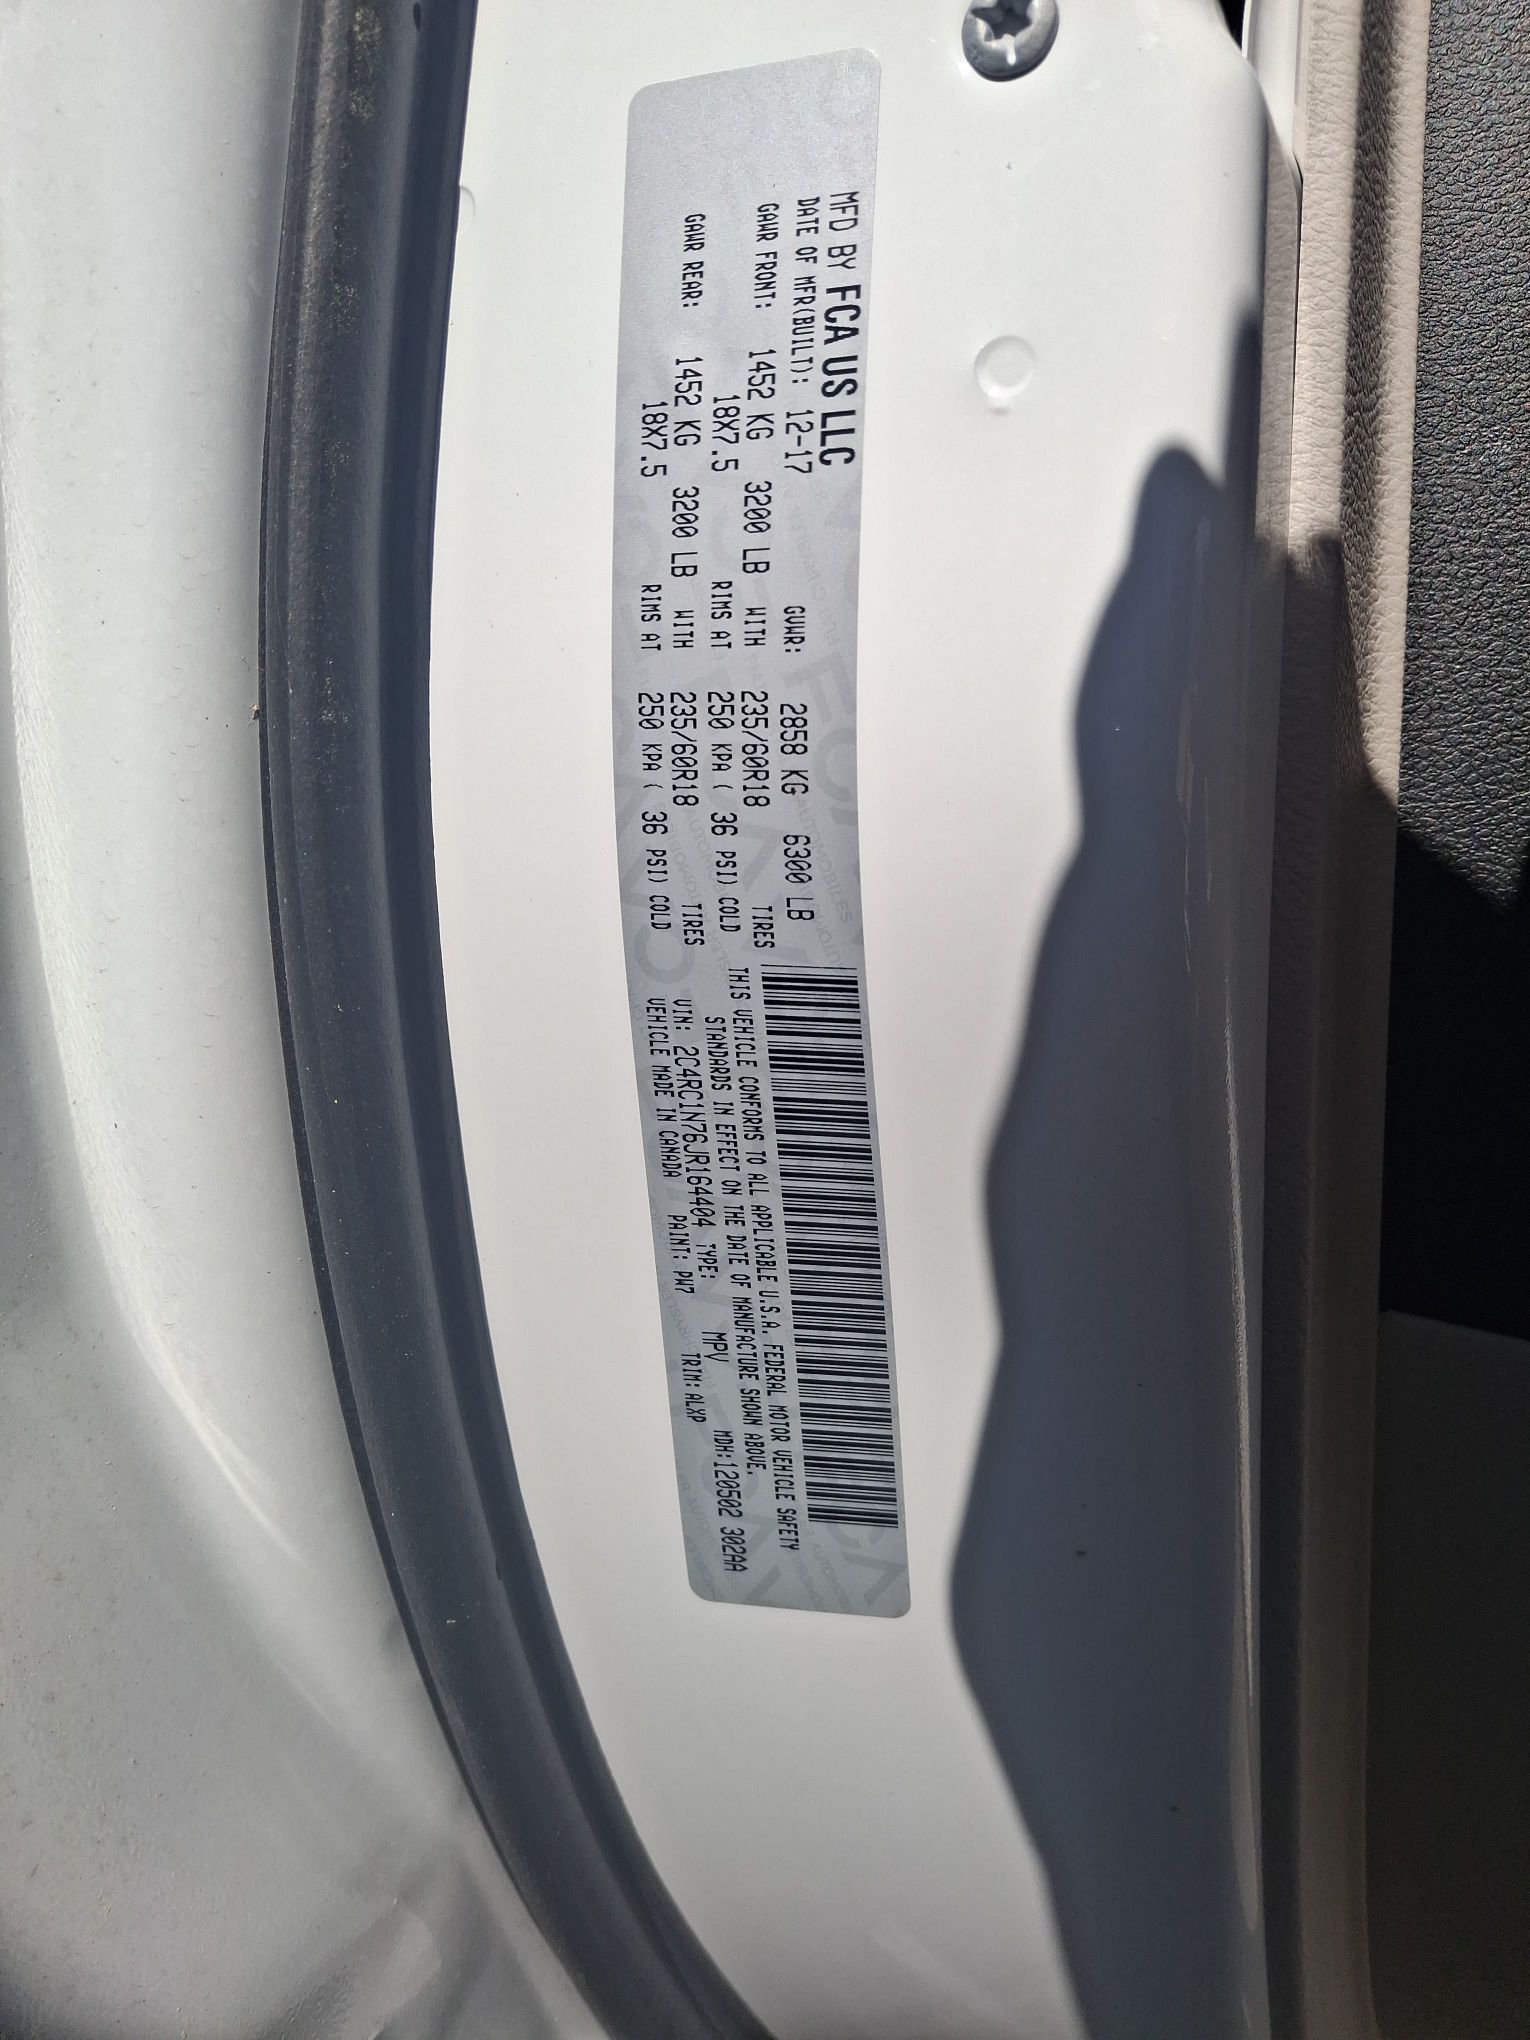 MFD BY FCA US LLC
DATE OF MFR(BUILT): 12-17 GVWR: 2858 KG 6300 LB
GAWR FRONT: 1452 KG 3200 LB WITH 235/60R18 TIRES
18X7.5 RIMS AT 250 KPA ( 36 PSI) COLD
GAWR REAR: 1452 KG 3200 LB WITH 235/60R18 TIRES
18X7.5 RIMS AT 250 KPA ( 36 PSI) COLD
THIS VEHICLE CONFORMS TO ALL APPLICABLE U.S.A. FEDERAL MOTOR VEHICLE SAFETY
STANDARDS IN EFFECT ON THE DATE OF MANUFACTURE SHOWN ABOVE.
VIN: 2C4RC1N76JR164404 TYPE: MPV MDH:120502 302AA
VEHICLE MADE IN CANADA PAINT: PW7 TRIM: ALXP